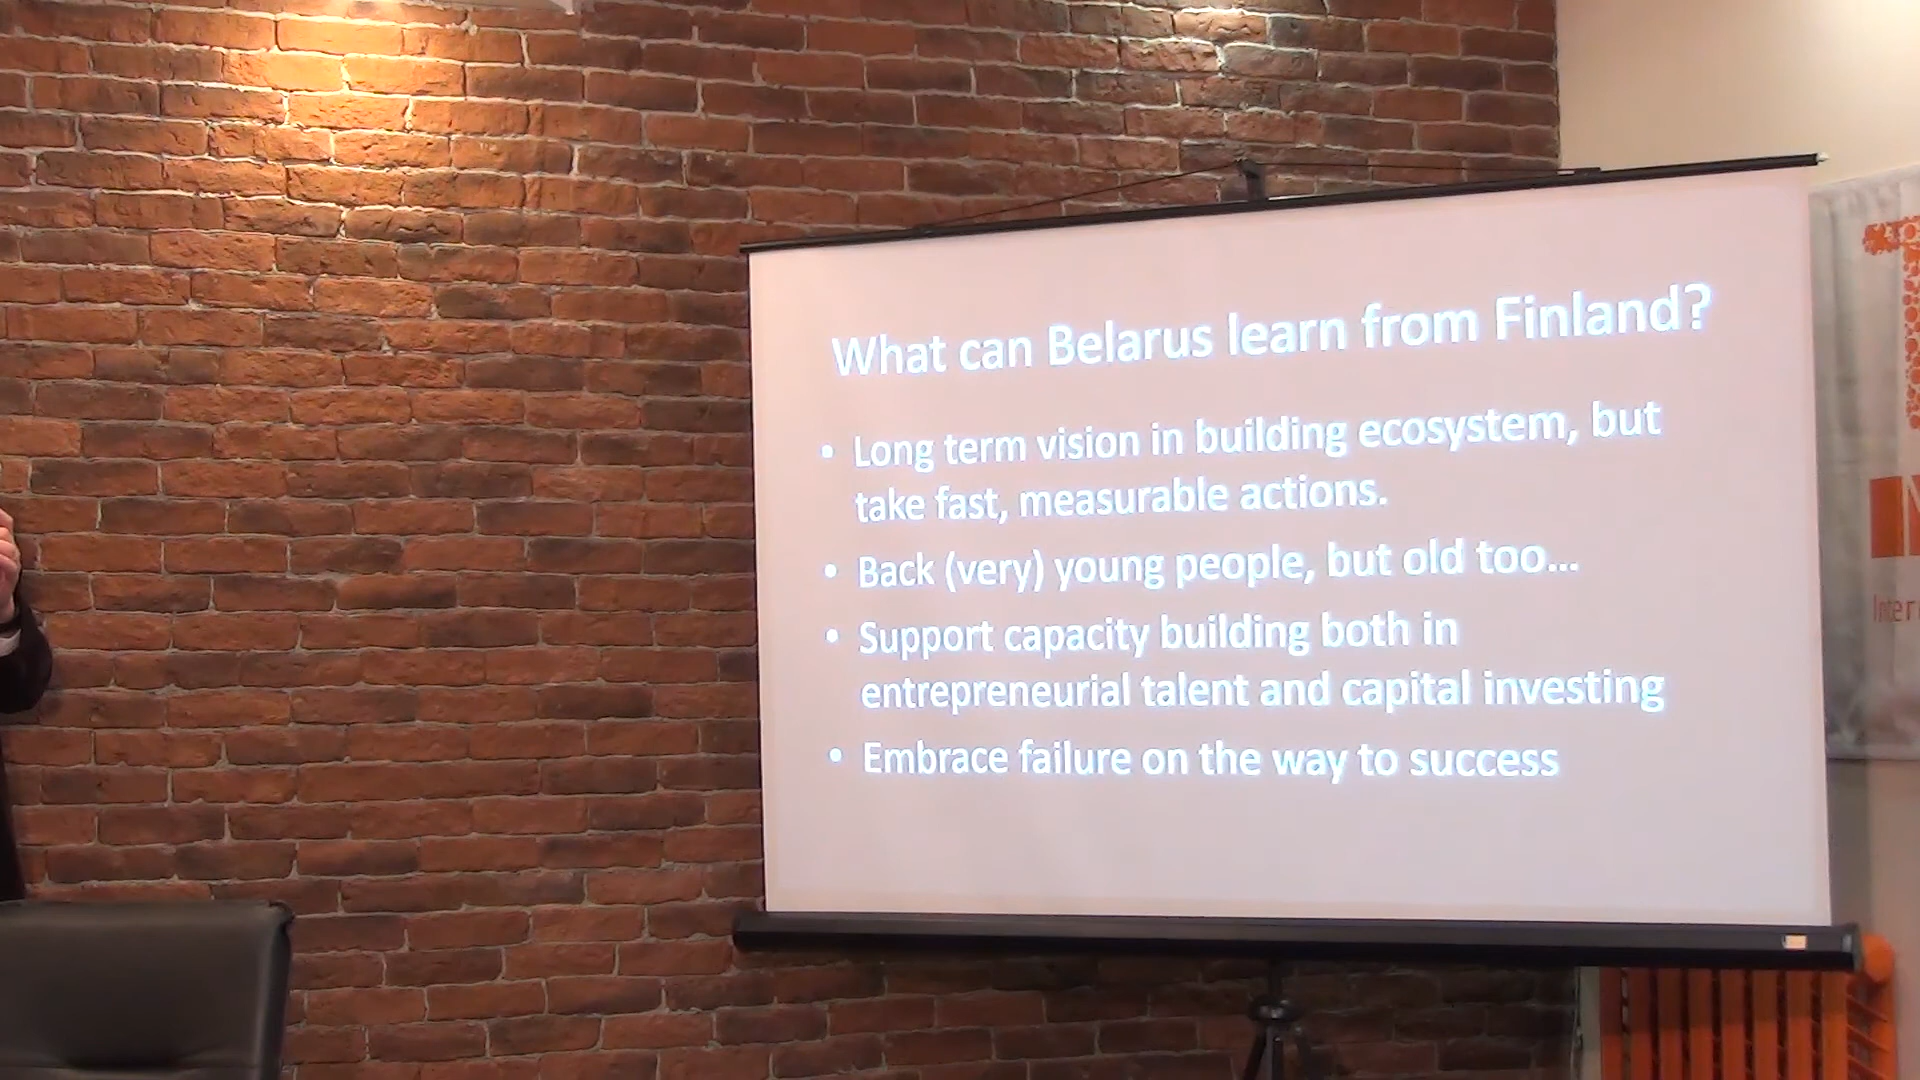 What can Belarus learn from Finland?
• Long term vision in building ecosystem, but
take fast, measurable actions.
• Back (very) young people, but old too...
• Support capacity building both in
entrepreneurial talent and capital investing
• Embrace failure on the way to success
T
Inter